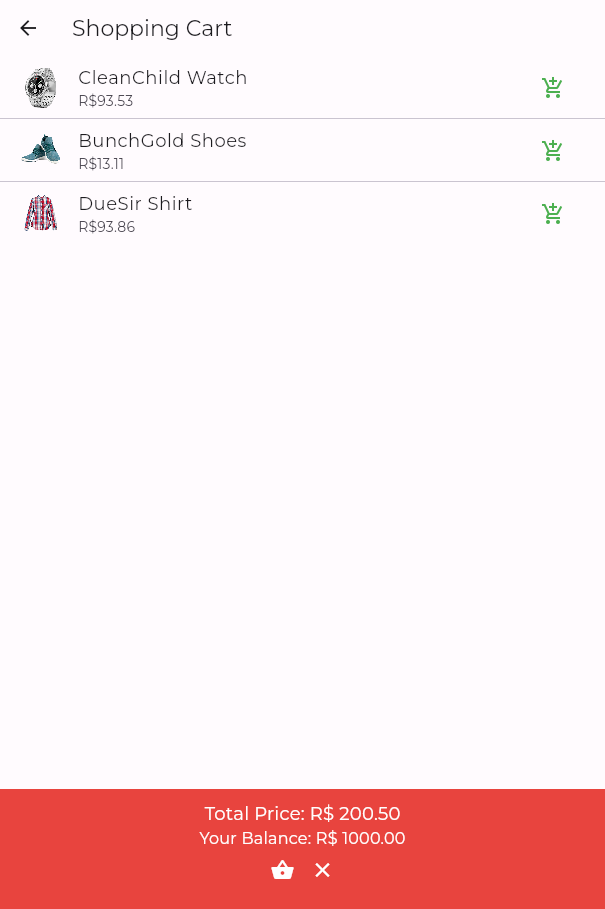 Shopping Cart
CleanChild Watch
R$93.53
BunchGold Shoes
R$13.11
DueSir Shirt
R$93.86
Total Price: R$ 200.50
Your Balance: R$ 1000.00